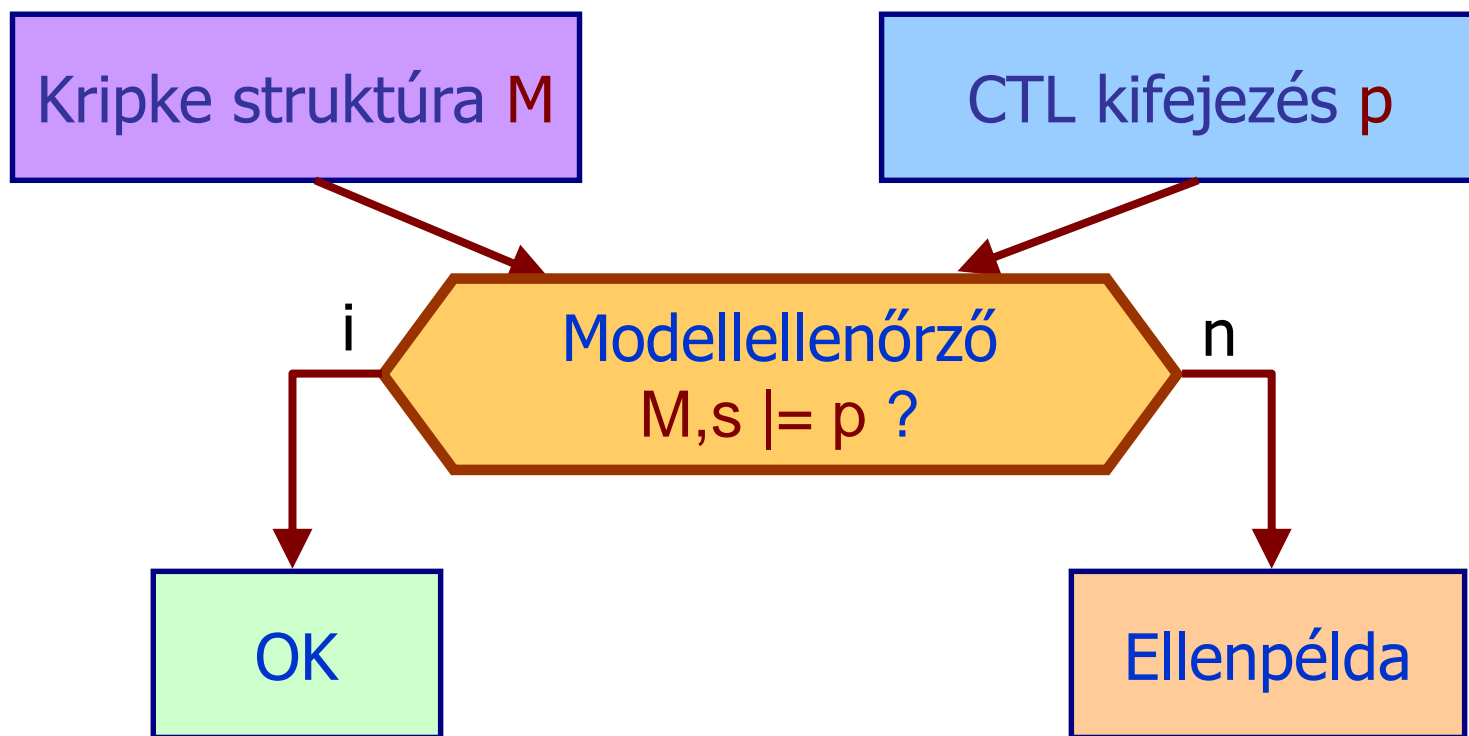 Kripke struktúra M
CTL kifejezés p
i
Modellellenőrző
n
M,s |= p ?
OK
Ellenpélda